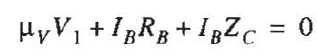 μ_V V_1 + I_B R_B + I_B Z_C = 0